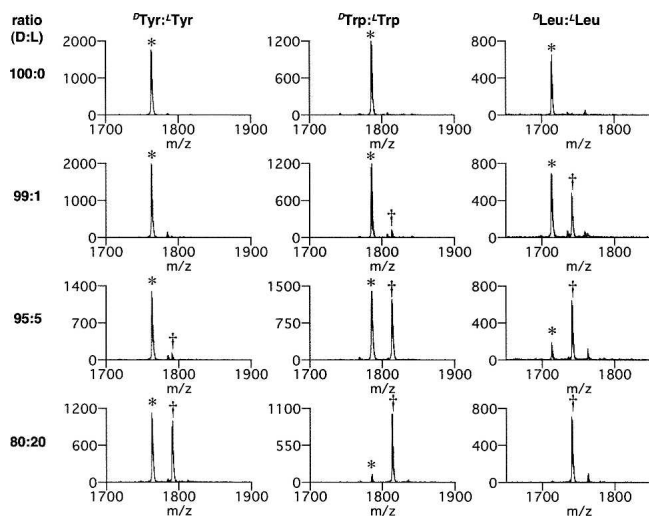 ratio
(D:L)
ᴰTyr:ᴸTyr
ᴰTrp:ᴸTrp
ᴰLeu:ᴸLeu
100:0
2000
1000
0
*
1700 1800 1900
m/z
1200
600
0
*
1700 1800 1900
m/z
800
400
0
*
1700 1800
m/z
99:1
2000
1000
0
*
1700 1800 1900
m/z
1200
600
0
* †
1700 1800 1900
m/z
800
400
0
* †
1700 1800
m/z
95:5
1400
700
0
* †
1700 1800 1900
m/z
1500
750
0
* †
1700 1800 1900
m/z
800
400
0
* †
1700 1800
m/z
80:20
1200
600
0
* †
1700 1800 1900
m/z
1100
550
0
* †
1700 1800 1900
m/z
800
400
0
†
1700 1800
m/z